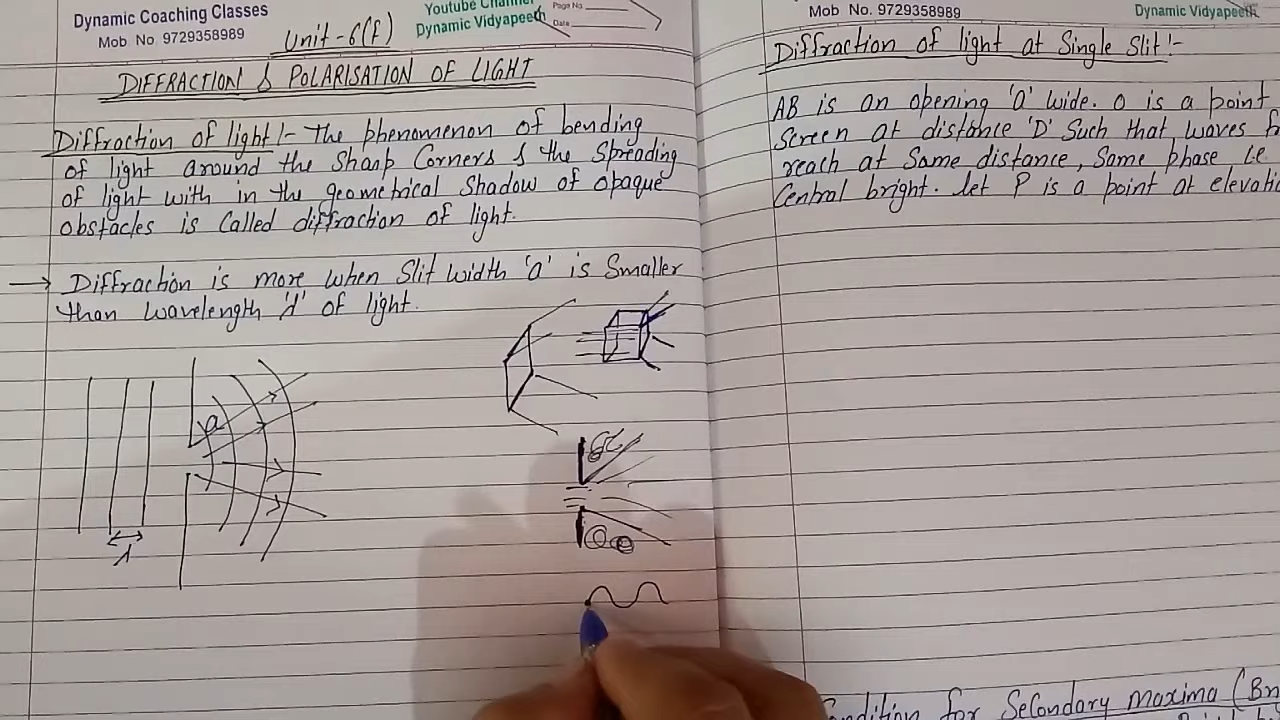 Dynamic Coaching Classes
Mob No. 9729358989
Youtube
Dynamic Vidyapeeth
Page No
Date
Unit-6(f)
DIFFRACTION & POLARISATION OF LIGHT
Diffraction of light :- The phenomenon of bending
of light around the sharp Corners & the Spreading
of light with in the geometrical Shadow of opaque
obstacles is Called diffraction of light.
→ Diffraction is more when Slit width 'a' is Smaller
than wavelength 'λ' of light.
a
λ
Mob No. 9729358989
Dynamic Vidyapeeth
Diffraction of light at Single Slit :-
AB is an opening 'a' wide. O is a point
Screen at distance 'D' Such that waves
reach at Same distance, Same phase i.e
Central bright. let P is a point at
for Secondary maxima